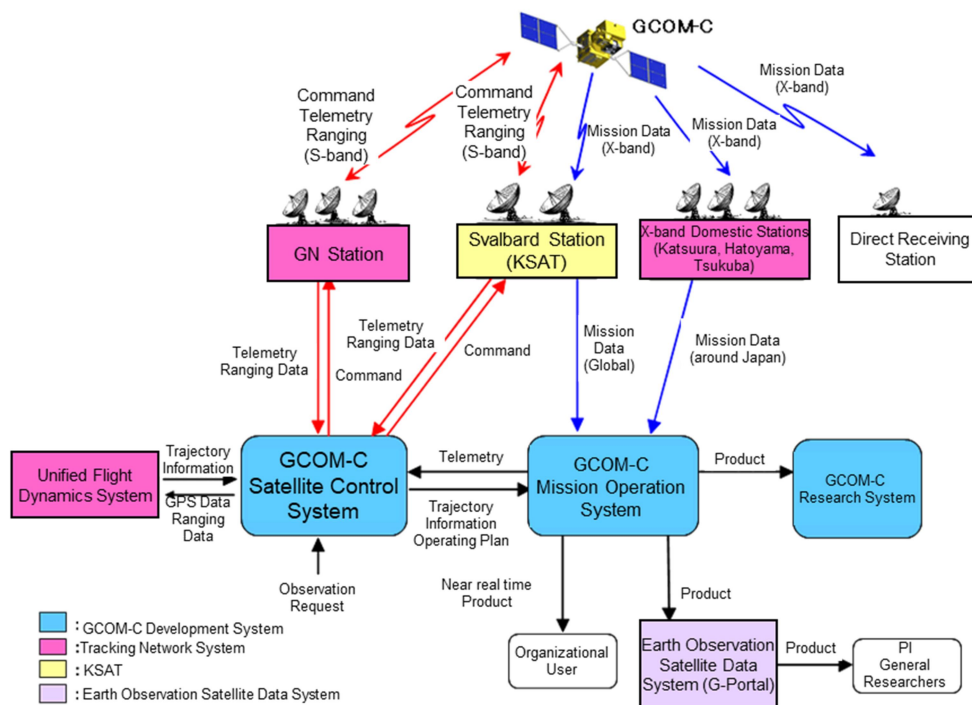 GCOM-C
Mission Data
(X-band)
Command
Telemetry
Ranging
(S-band)
Command
Telemetry
Ranging
(S-band)
Mission Data
(X-band)
Mission Data
(X-band)
GN Station
Svalbard Station
(KSAT)
X-band Domestic Stations
(Katsuura, Hatoyama,
Tsukuba)
Direct Receiving
Station
Telemetry
Ranging Data
Command
Telemetry
Ranging Data
Command
Mission
Data
(Global)
Mission Data
(around Japan)
Unified Flight
Dynamics System
Trajectory
Information
GPS Data
Ranging
Data
GCOM-C
Satellite Control
System
Telemetry
Trajectory
Information
Operating Plan
GCOM-C
Mission Operation
System
Product
GCOM-C
Research System
Observation
Request
Near real time
Product
Product
Organizational
User
Earth Observation
Satellite Data
System (G-Portal)
Product
PI
General
Researchers
: GCOM-C Development System
: Tracking Network System
: KSAT
: Earth Observation Satellite Data System